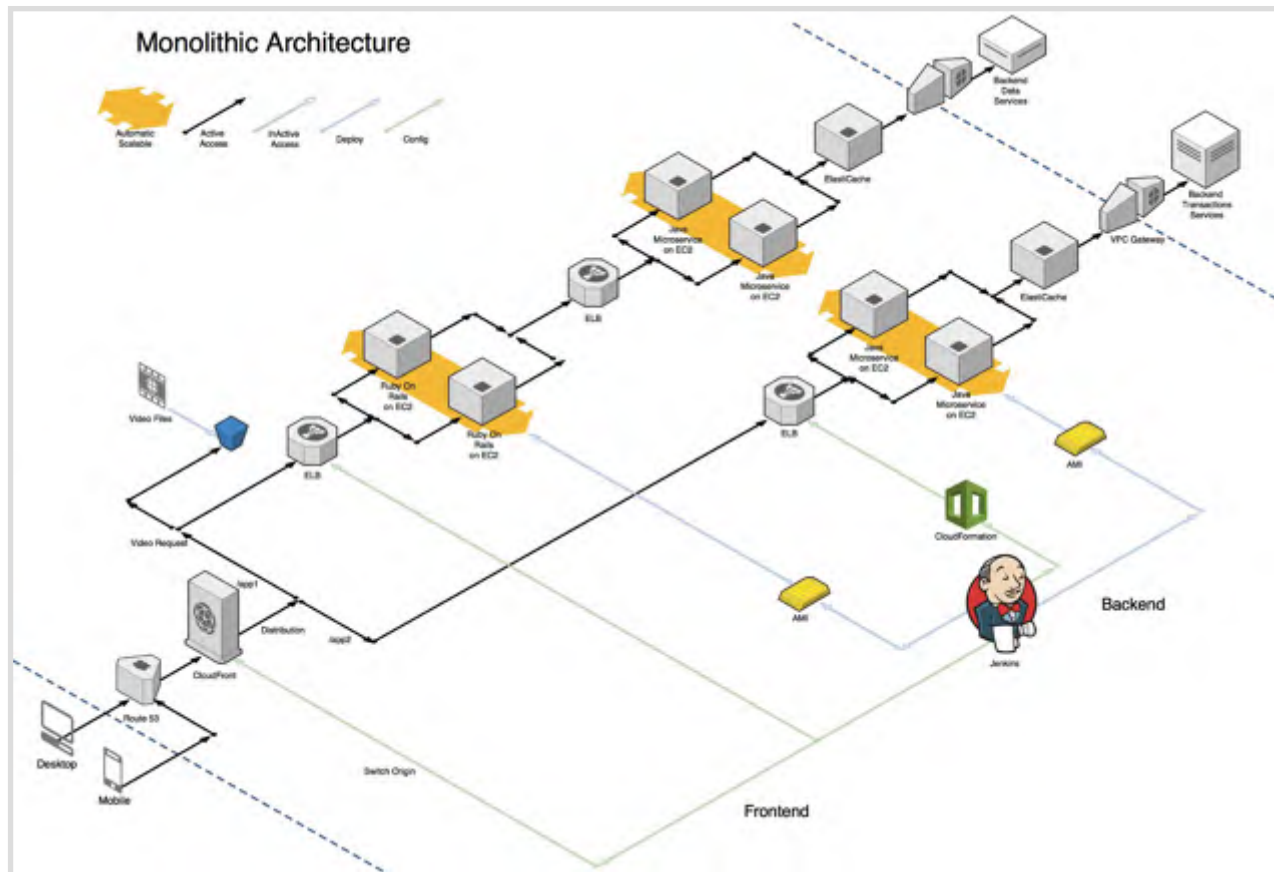 Monolithic Architecture
Automatic
Scalable
Active
Access
InActive
Access
Deploy
Config
Backend
Data
Services
Backend
Transactions
Services
VPC Gateway
ElastiCache
ElastiCache
Java
Microservice
on EC2
Java
Microservice
on EC2
ELB
Java
Microservice
on EC2
Java
Microservice
on EC2
ELB
Ruby On
Rails
on EC2
Ruby On
Rails
on EC2
ELB
Video Files
Video Request
/app1
Distribution
/app2
CloudFront
Route 53
Desktop
Mobile
Switch Origin
AMI
AMI
CloudFormation
Jenkins
Backend
Frontend